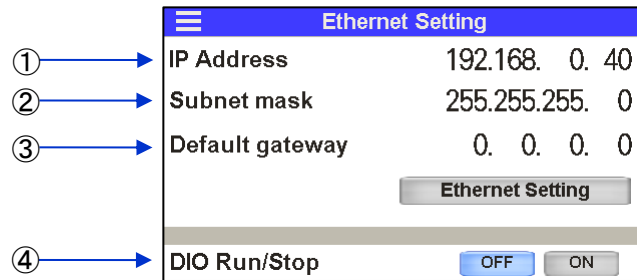 Ethernet Setting
① IP Address 192.168. 0. 40
② Subnet mask 255.255.255. 0
③ Default gateway 0. 0. 0. 0
Ethernet Setting
④ DIO Run/Stop OFF ON